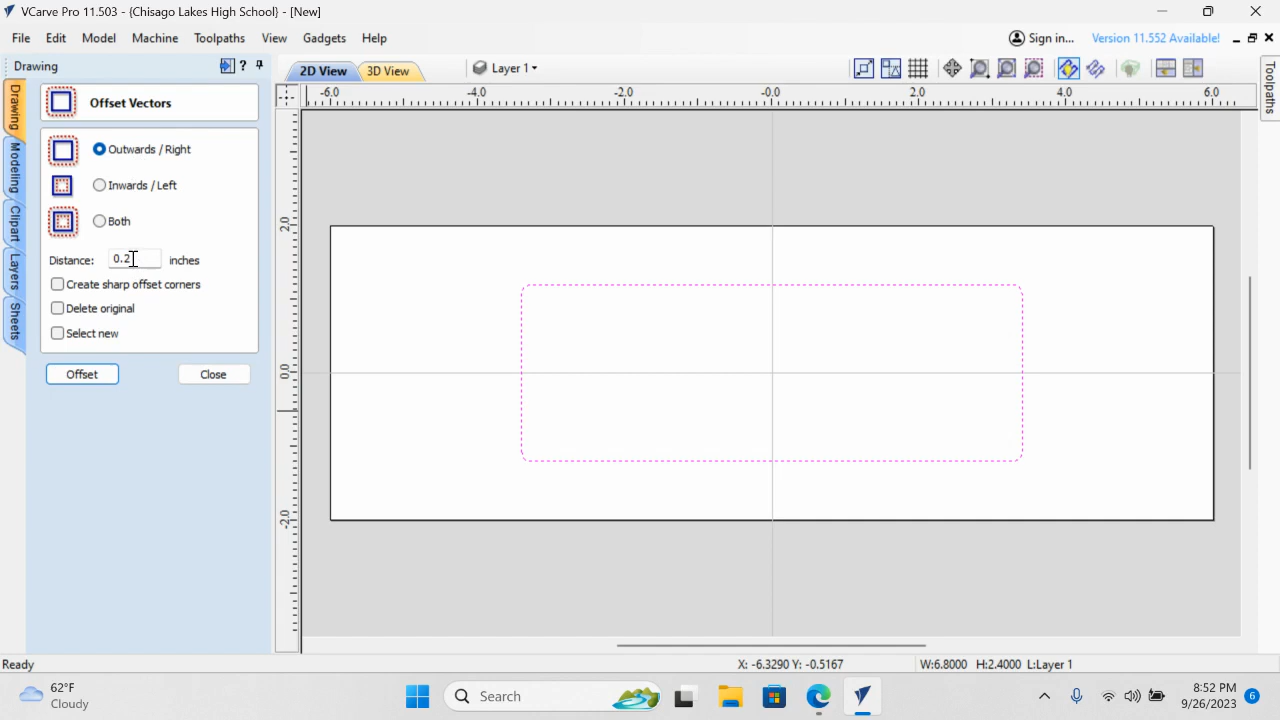 VCarve Pro 11.503 - {Chisago Lakes High School} - [New]
File Edit Model Machine Toolpaths View Gadgets Help
Sign in... Version 11.552 Available!
Drawing
?
2D View 3D View Layer 1
Toolpaths
Drawing
Modeling
Clipart
Layers
Sheets
Offset Vectors
Outwards / Right
Inwards / Left
Both
Distance: 0.2 inches
Create sharp offset corners
Delete original
Select new
Offset Close
-6.0 -4.0 -2.0 -0.0 2.0 4.0 6.0
2.0
0.0
-2.0
Ready
X: -6.3290 Y: -0.5167
W:6.8000 H:2.4000 L:Layer 1
62°F
Cloudy
Search
8:52 PM
9/26/2023
6